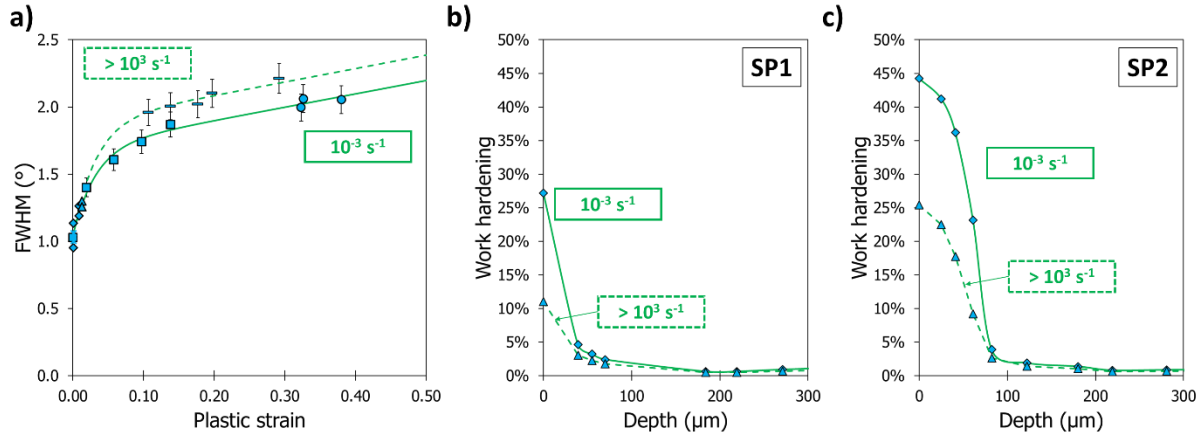 a)
2.5
2.0
1.5
1.0
0.5
0.0
FWHM (°)
> 10³ s⁻¹
10⁻³ s⁻¹
0.00
0.10
0.20
0.30
0.40
0.50
Plastic strain
b)
50%
45%
40%
35%
30%
25%
20%
15%
10%
5%
0%
Work hardening
SP1
10⁻³ s⁻¹
> 10³ s⁻¹
0
100
200
300
Depth (µm)
c)
50%
45%
40%
35%
30%
25%
20%
15%
10%
5%
0%
Work hardening
SP2
10⁻³ s⁻¹
> 10³ s⁻¹
0
100
200
300
Depth (µm)